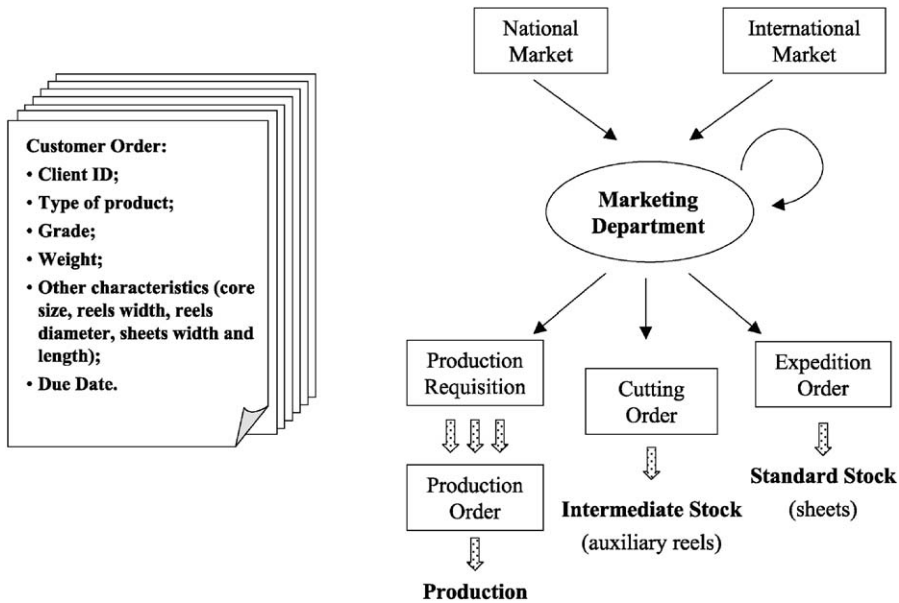 Customer Order:
• Client ID;
• Type of product;
• Grade;
• Weight;
• Other characteristics (core
size, reels width, reels
diameter, sheets width and
length);
• Due Date.
National
Market
International
Market
Marketing
Department
Production
Requisition
Cutting
Order
Expedition
Order
Production
Order
Intermediate Stock
(auxiliary reels)
Standard Stock
(sheets)
Production